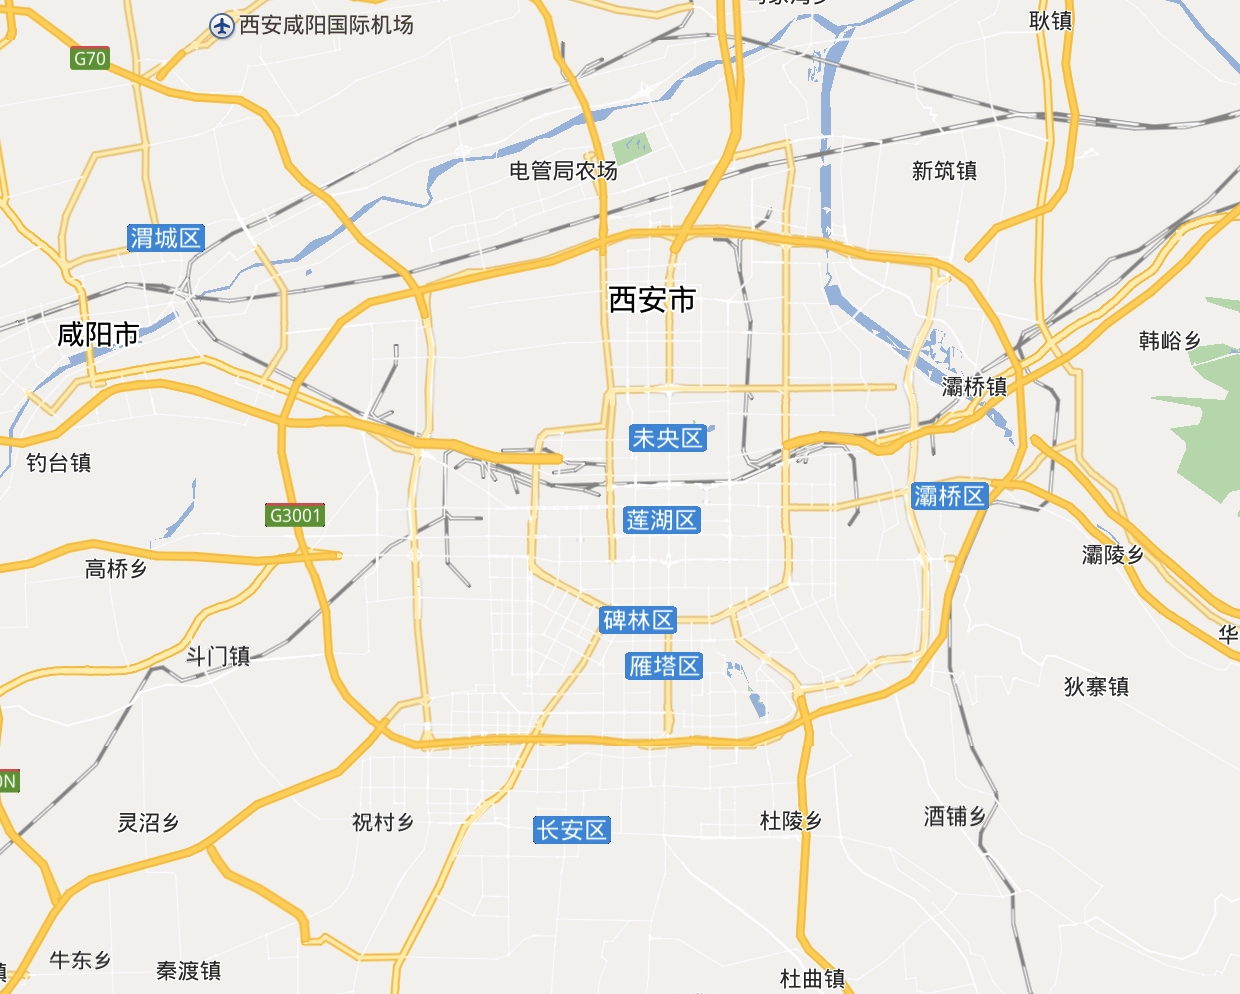 西安咸阳国际机场
耿镇
G70
电管局农场
新筑镇
渭城区
西安市
咸阳市
韩峪乡
灞桥镇
未央区
钓台镇
灞桥区
G3001
莲湖区
灞陵乡
高桥乡
碑林区
华
斗门镇
雁塔区
狄寨镇
0N
灵沼乡
祝村乡
长安区
杜陵乡
酒铺乡
牛东乡
秦渡镇
镇
杜曲镇